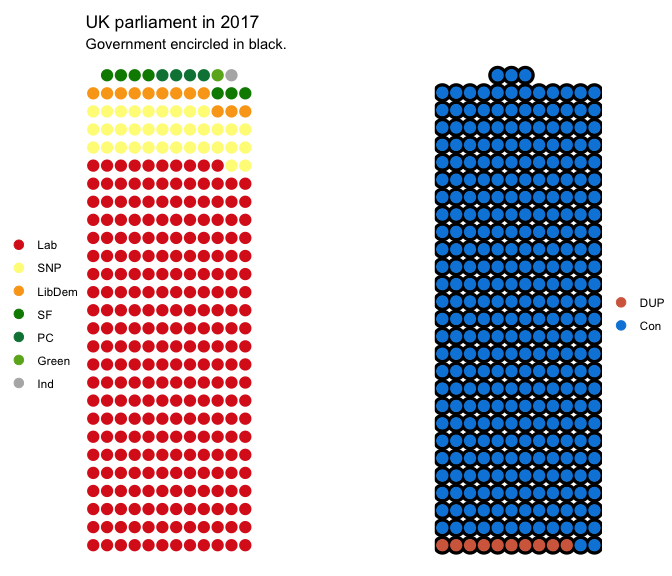 UK parliament in 2017
Government encircled in black.
Lab
SNP
LibDem
SF
PC
Green
Ind
DUP
Con